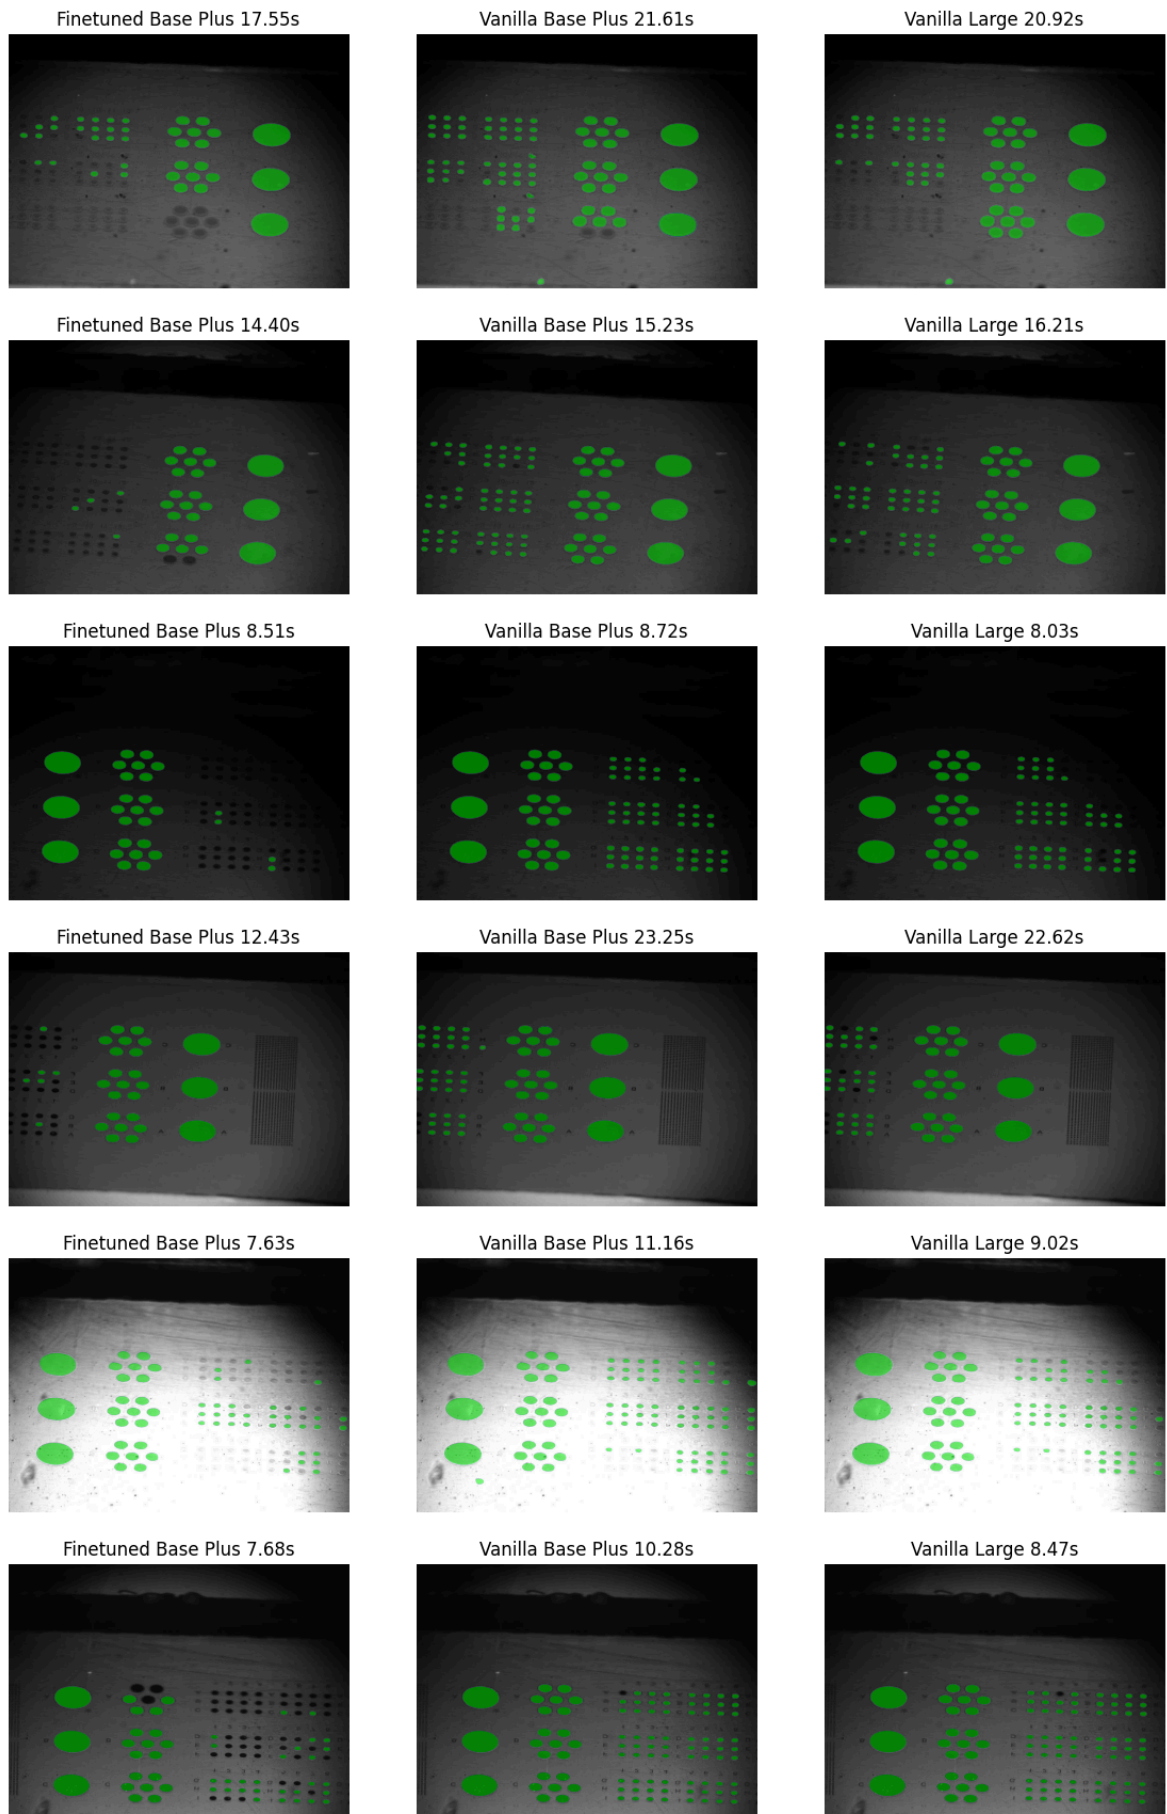 Finetuned Base Plus 17.55s
Vanilla Base Plus 21.61s
Vanilla Large 20.92s
Finetuned Base Plus 14.40s
Vanilla Base Plus 15.23s
Vanilla Large 16.21s
Finetuned Base Plus 8.51s
Vanilla Base Plus 8.72s
Vanilla Large 8.03s
Finetuned Base Plus 12.43s
Vanilla Base Plus 23.25s
Vanilla Large 22.62s
Finetuned Base Plus 7.63s
Vanilla Base Plus 11.16s
Vanilla Large 9.02s
Finetuned Base Plus 7.68s
Vanilla Base Plus 10.28s
Vanilla Large 8.47s